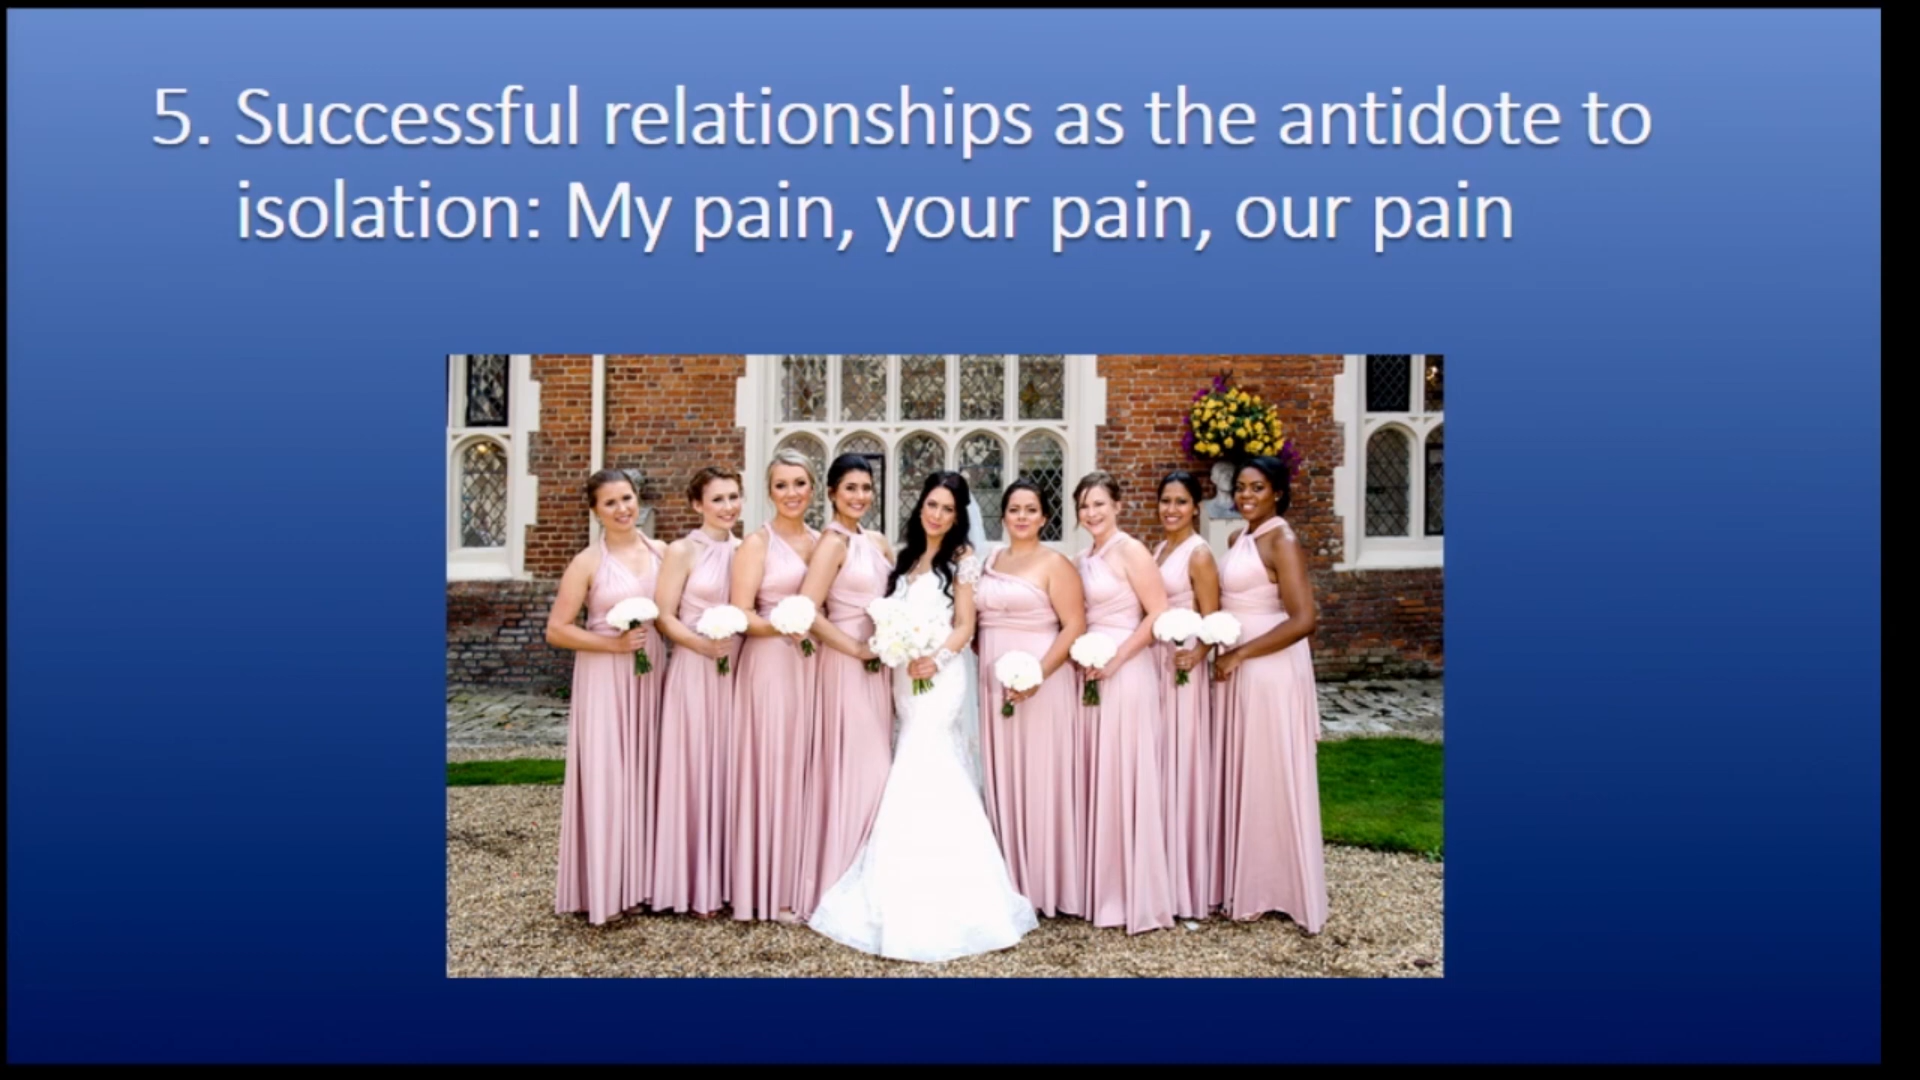 5. Successful relationships as the antidote to
isolation: My pain, your pain, our pain